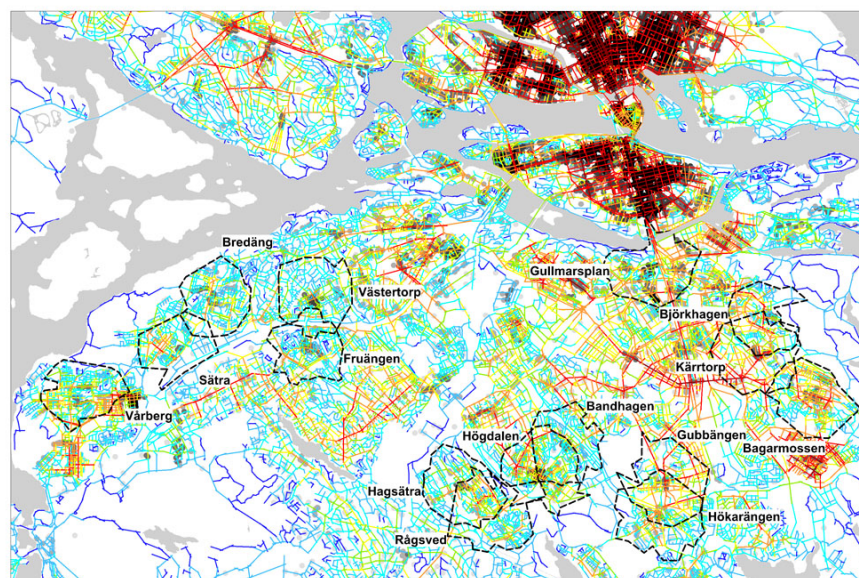 Bredäng
Gullmarsplan
Västertorp
Björkhagen
Fruängen
Kärrtorp
Sätra
Bandhagen
Vårberg
Högdalen
Gubbängen
Bagarmossen
Hagsätra
Hökarängen
Rågsved